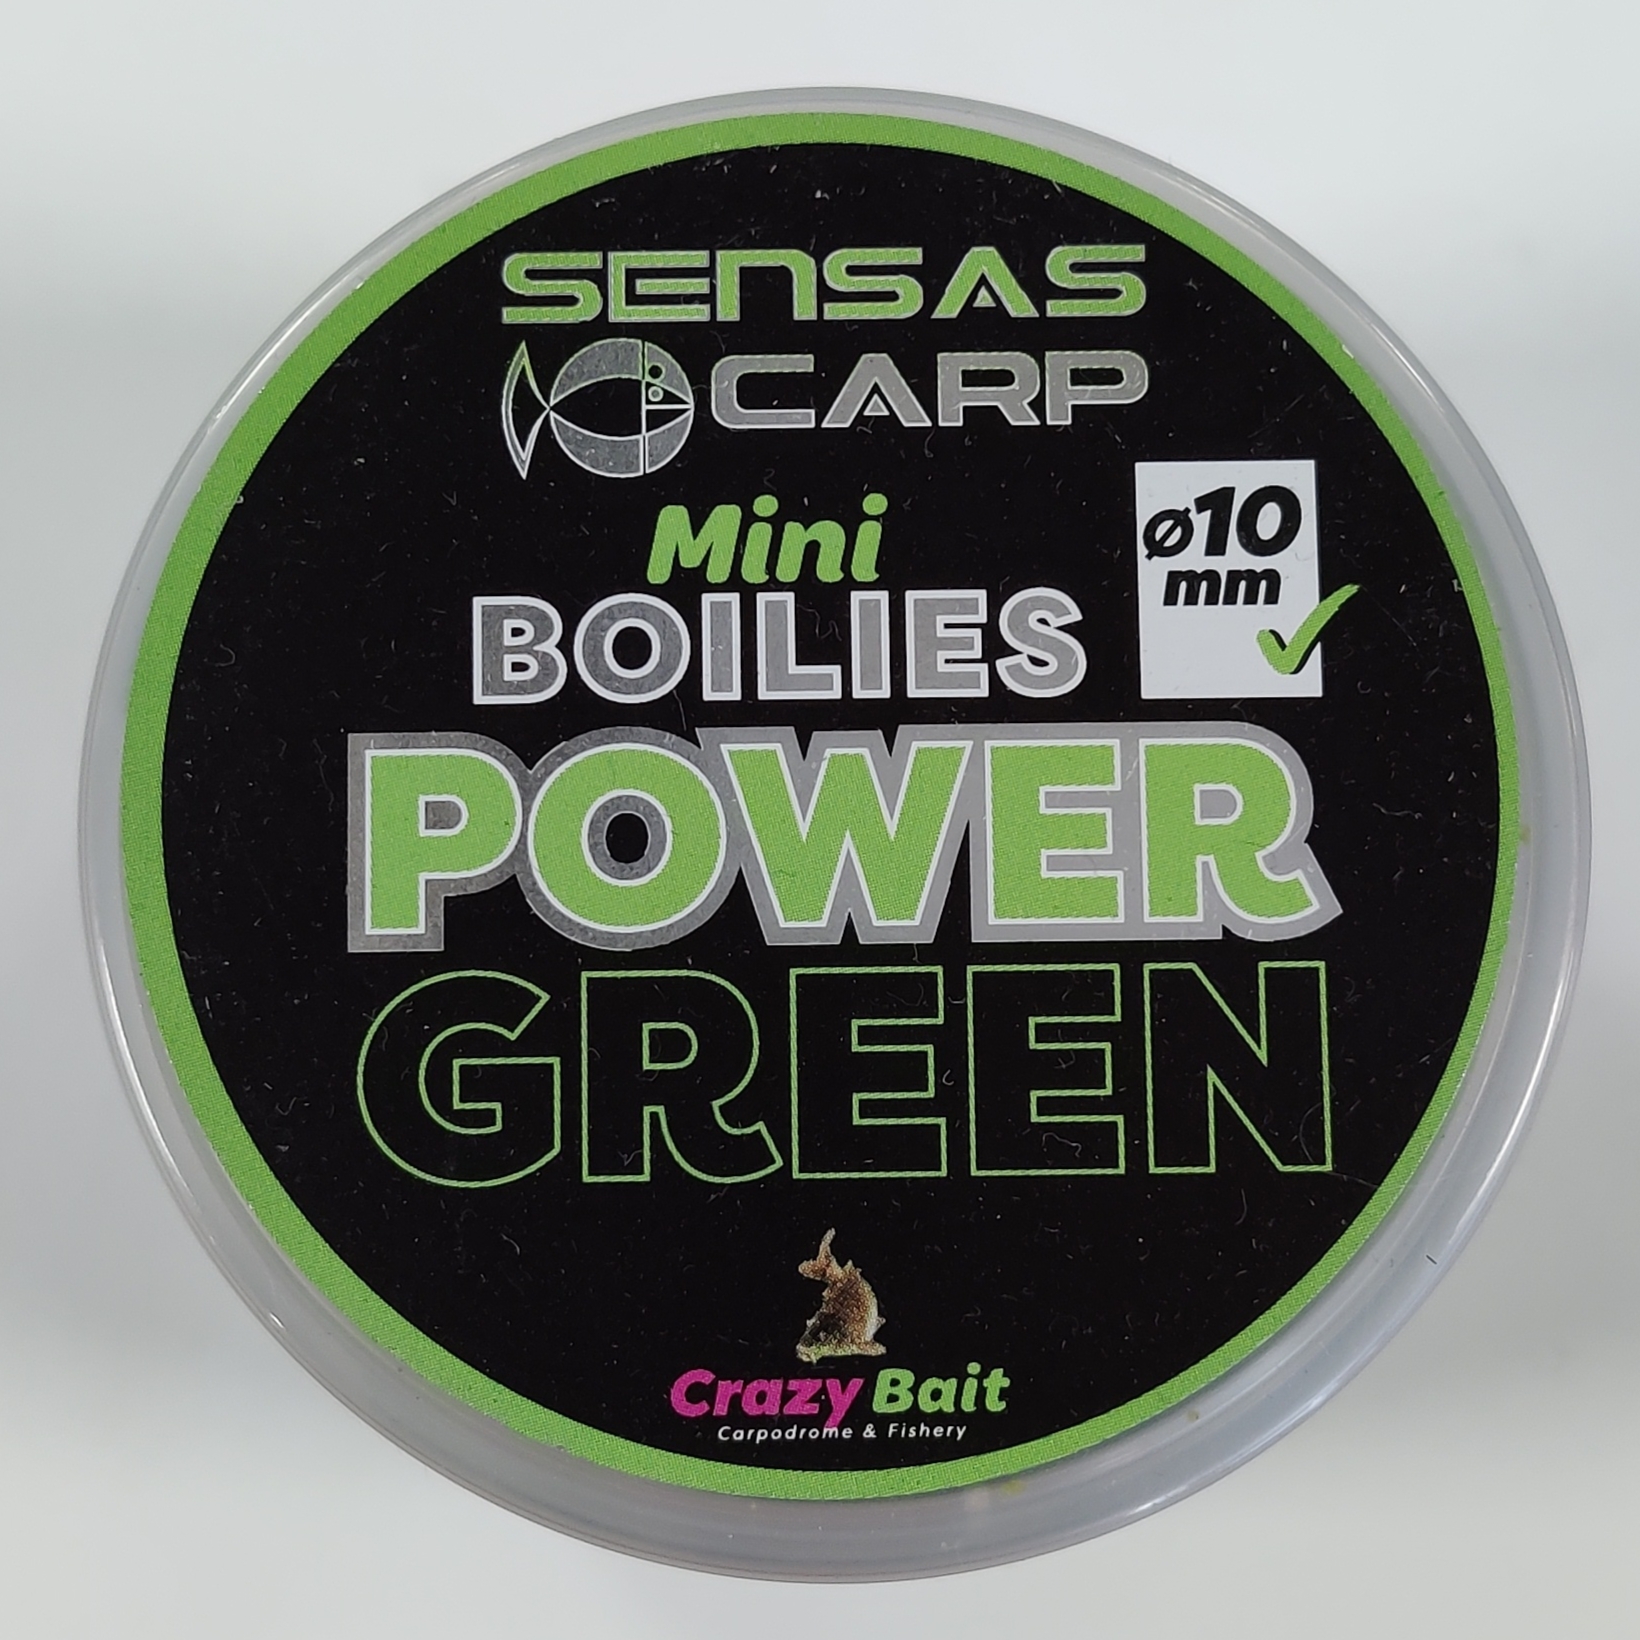 SENSAS
CARP
Mini
BOILIES
ø10
mm
POWER
GREEN
Crazy Bait
Carpodrome & Fishery